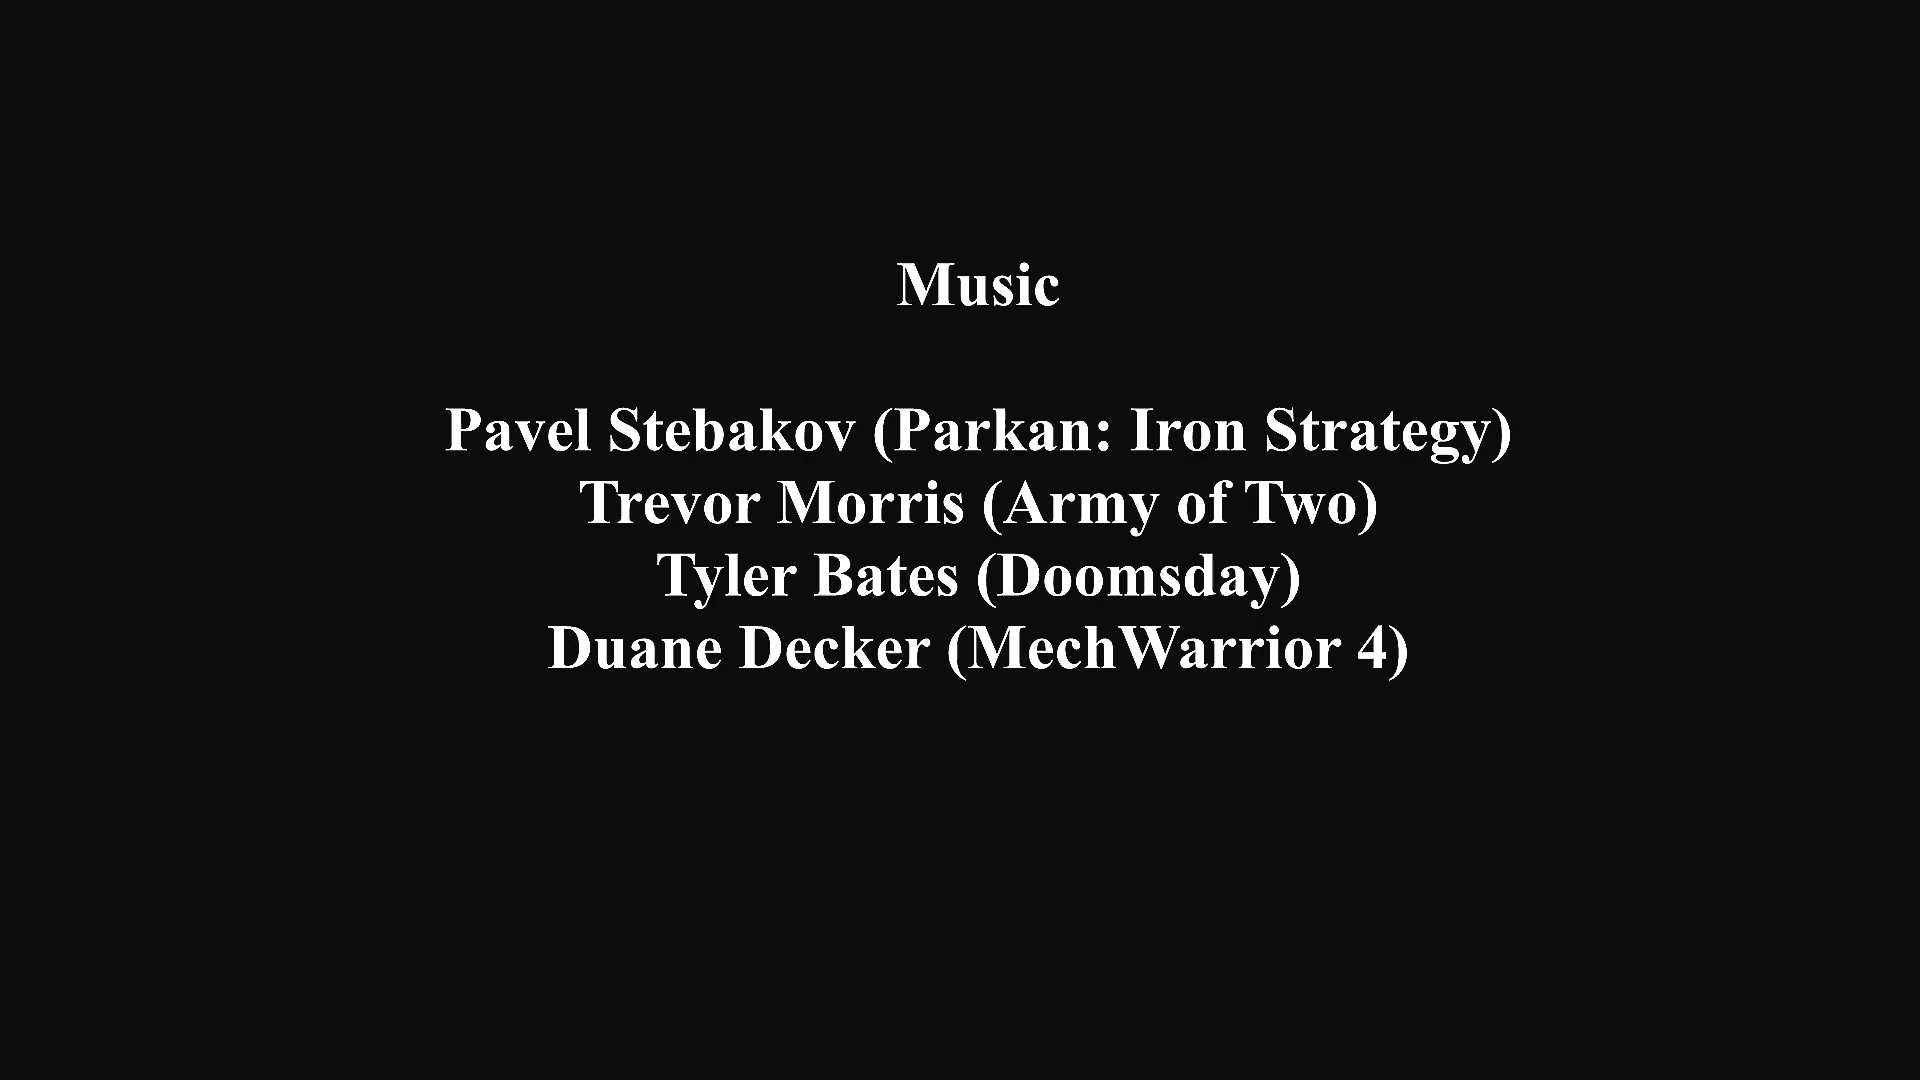 Music
Pavel Stebakov (Parkan: Iron Strategy)
Trevor Morris (Army of Two)
Tyler Bates (Doomsday)
Duane Decker (MechWarrior 4)